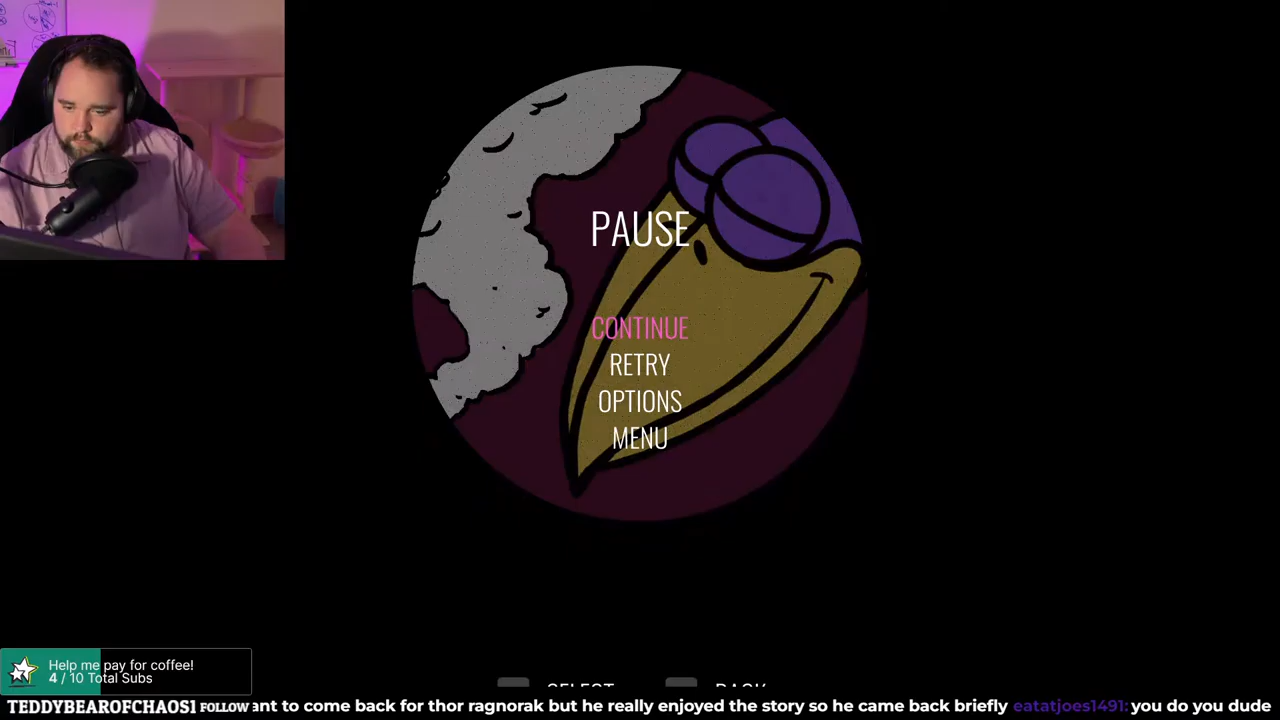 PAUSE
CONTINUE
RETRY
OPTIONS
MENU
SELECT BACK
Help me pay for coffee!
4 / 10 Total Subs
TEDDYBEAROFCHAOS1 FOLLOW ant to come back for thor ragnorak but he really enjoyed the story so he came back briefly eatatjoes1491: you do you dude